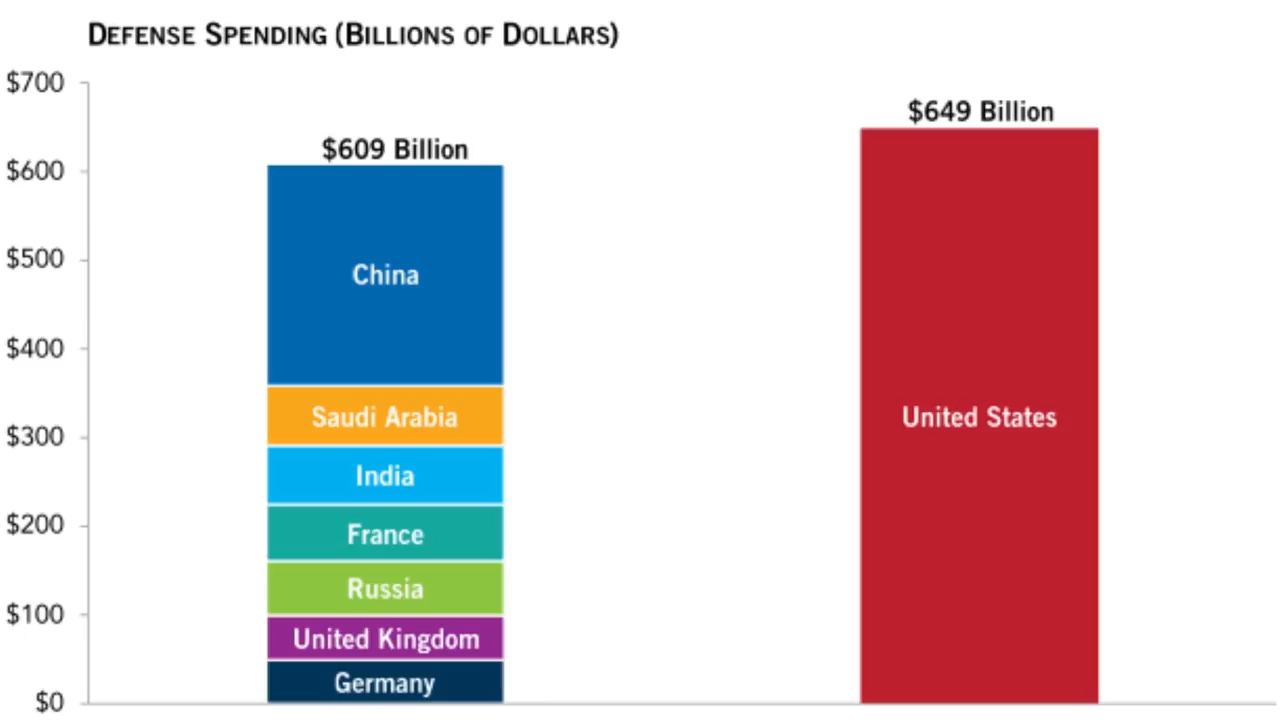 DEFENSE SPENDING (BILLIONS OF DOLLARS)
$700
$600
$500
$400
$300
$200
$100
$0
$609 Billion
China
Saudi Arabia
India
France
Russia
United Kingdom
Germany
$649 Billion
United States